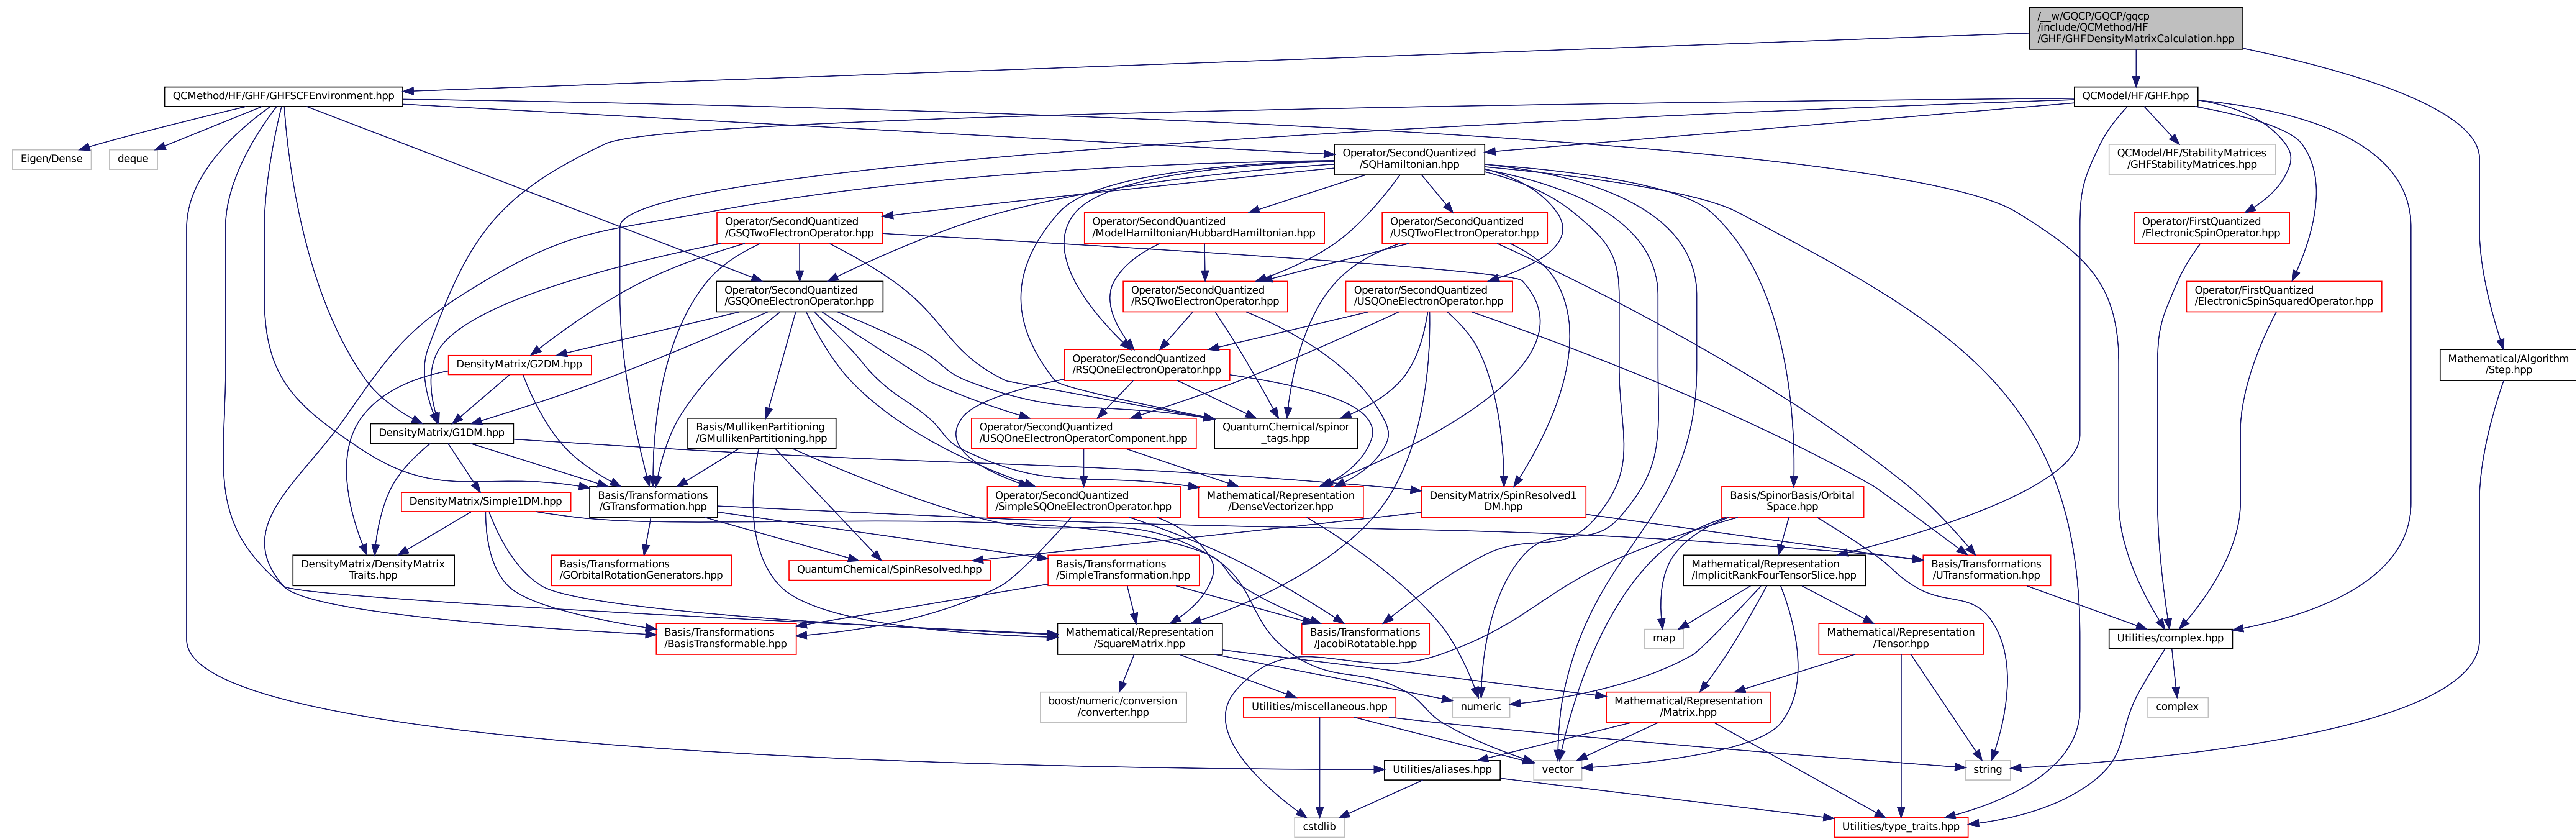 /__w/GQCP/GQCP/gqcp
/include/QCMethod/HF
/GHF/GHFDensityMatrixCalculation.hpp
QCMethod/HF/GHF/GHFSCFEnvironment.hpp
QCModel/HF/GHF.hpp
Eigen/Dense
deque
Operator/SecondQuantized
/SQHamiltonian.hpp
QCModel/HF/StabilityMatrices
/GHFStabilityMatrices.hpp
Operator/SecondQuantized
/GSQTwoElectronOperator.hpp
Operator/SecondQuantized
/ModelHamiltonian/HubbardHamiltonian.hpp
Operator/SecondQuantized
/USQTwoElectronOperator.hpp
Operator/FirstQuantized
/ElectronicSpinOperator.hpp
Operator/SecondQuantized
/GSQOneElectronOperator.hpp
Operator/SecondQuantized
/RSQTwoElectronOperator.hpp
Operator/SecondQuantized
/USQOneElectronOperator.hpp
Operator/FirstQuantized
/ElectronicSpinSquaredOperator.hpp
DensityMatrix/G2DM.hpp
Operator/SecondQuantized
/RSQOneElectronOperator.hpp
Mathematical/Algorithm
/Step.hpp
DensityMatrix/G1DM.hpp
Basis/MullikenPartitioning
/GMullikenPartitioning.hpp
Operator/SecondQuantized
/USQOneElectronOperatorComponent.hpp
QuantumChemical/spinor
_tags.hpp
DensityMatrix/Simple1DM.hpp
Basis/Transformations
/GTransformation.hpp
Operator/SecondQuantized
/SimpleSQOneElectronOperator.hpp
Mathematical/Representation
/DenseVectorizer.hpp
DensityMatrix/SpinResolved1
DM.hpp
Basis/SpinorBasis/Orbital
Space.hpp
DensityMatrix/DensityMatrix
Traits.hpp
Basis/Transformations
/GOrbitalRotationGenerators.hpp
QuantumChemical/SpinResolved.hpp
Basis/Transformations
/SimpleTransformation.hpp
Mathematical/Representation
/ImplicitRankFourTensorSlice.hpp
Basis/Transformations
/UTransformation.hpp
Basis/Transformations
/BasisTransformable.hpp
Mathematical/Representation
/SquareMatrix.hpp
Basis/Transformations
/JacobiRotatable.hpp
map
Mathematical/Representation
/Tensor.hpp
Utilities/complex.hpp
boost/numeric/conversion
/converter.hpp
Utilities/miscellaneous.hpp
numeric
Mathematical/Representation
/Matrix.hpp
complex
Utilities/aliases.hpp
vector
string
cstdlib
Utilities/type_traits.hpp